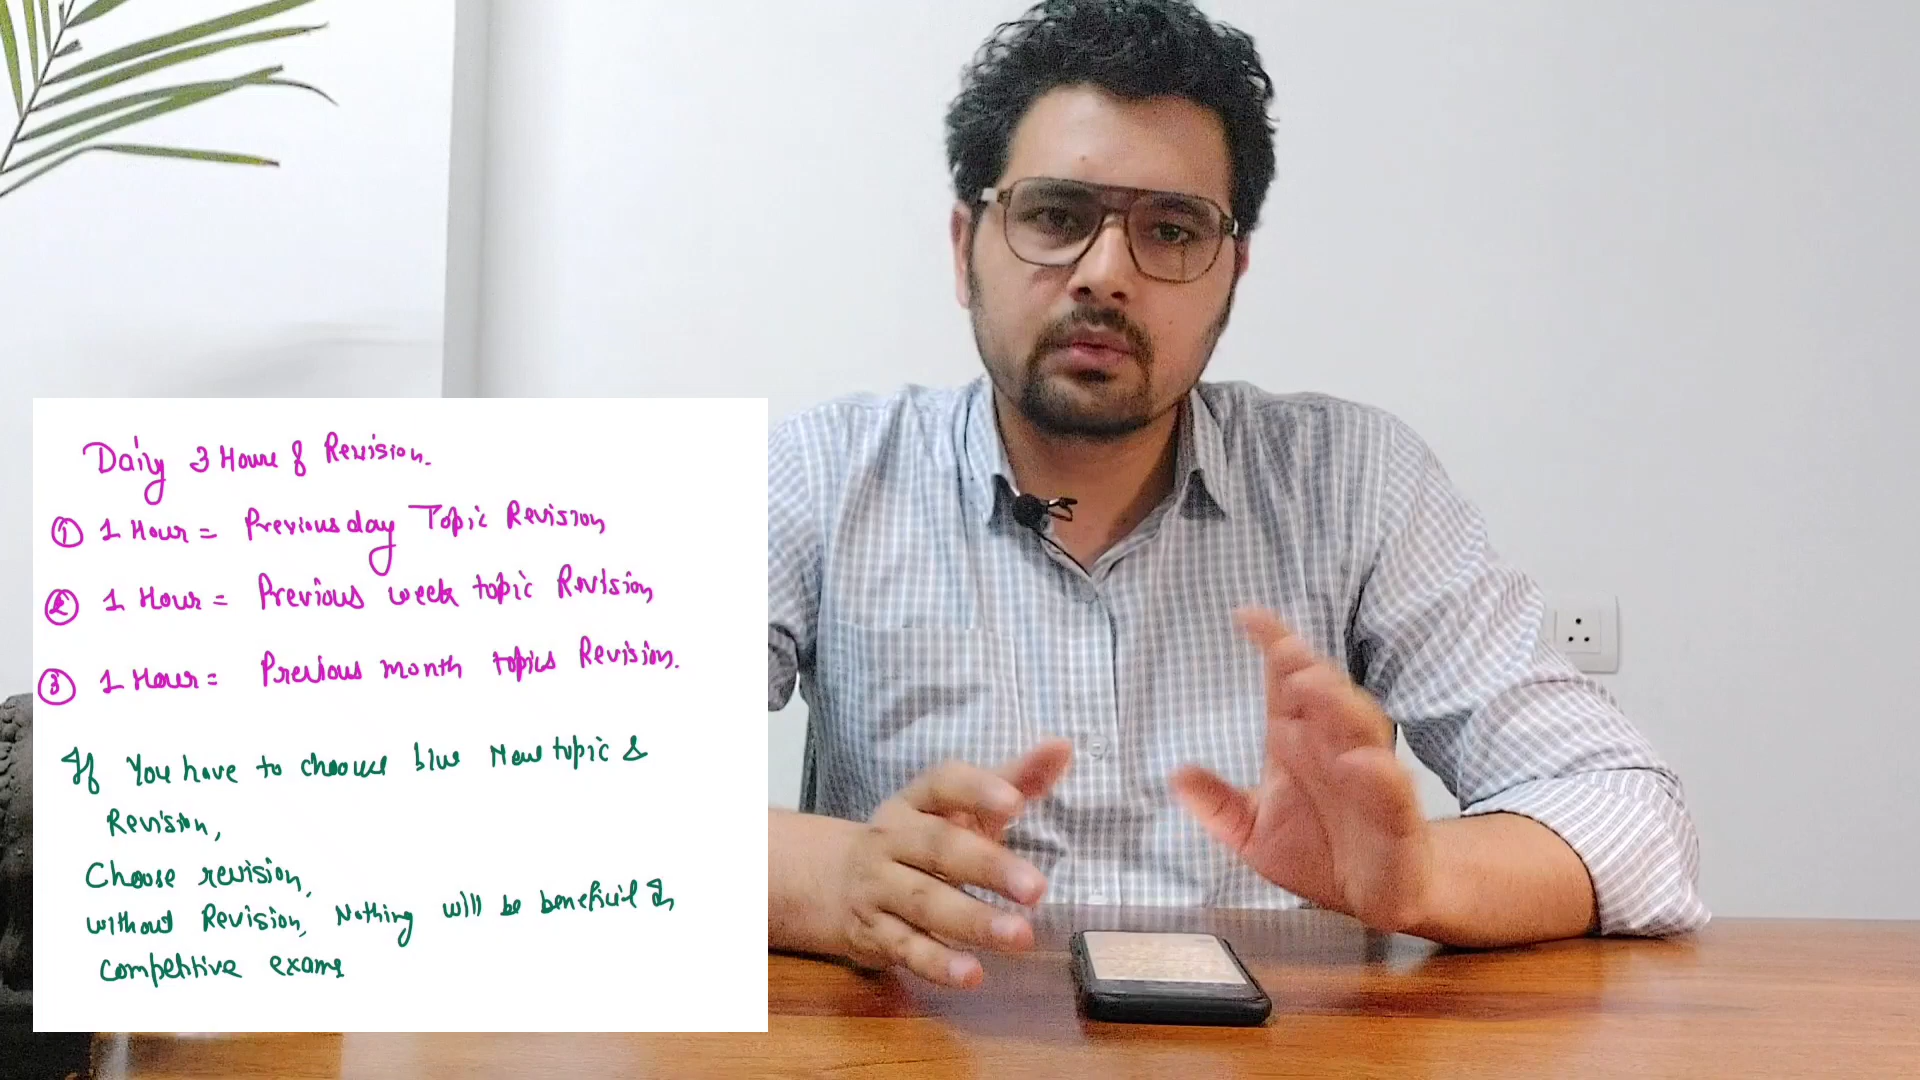 Daily 3 Hours of Revision.
① 1 Hour = Previous day Topic Revision
② 1 Hour = Previous week topic Revision
③ 1 Hour = Previous month topics Revision.
If You have to choose b/w New topic &
Revision,
Choose revision,
without Revision, Nothing will be beneficial In
competitive exams